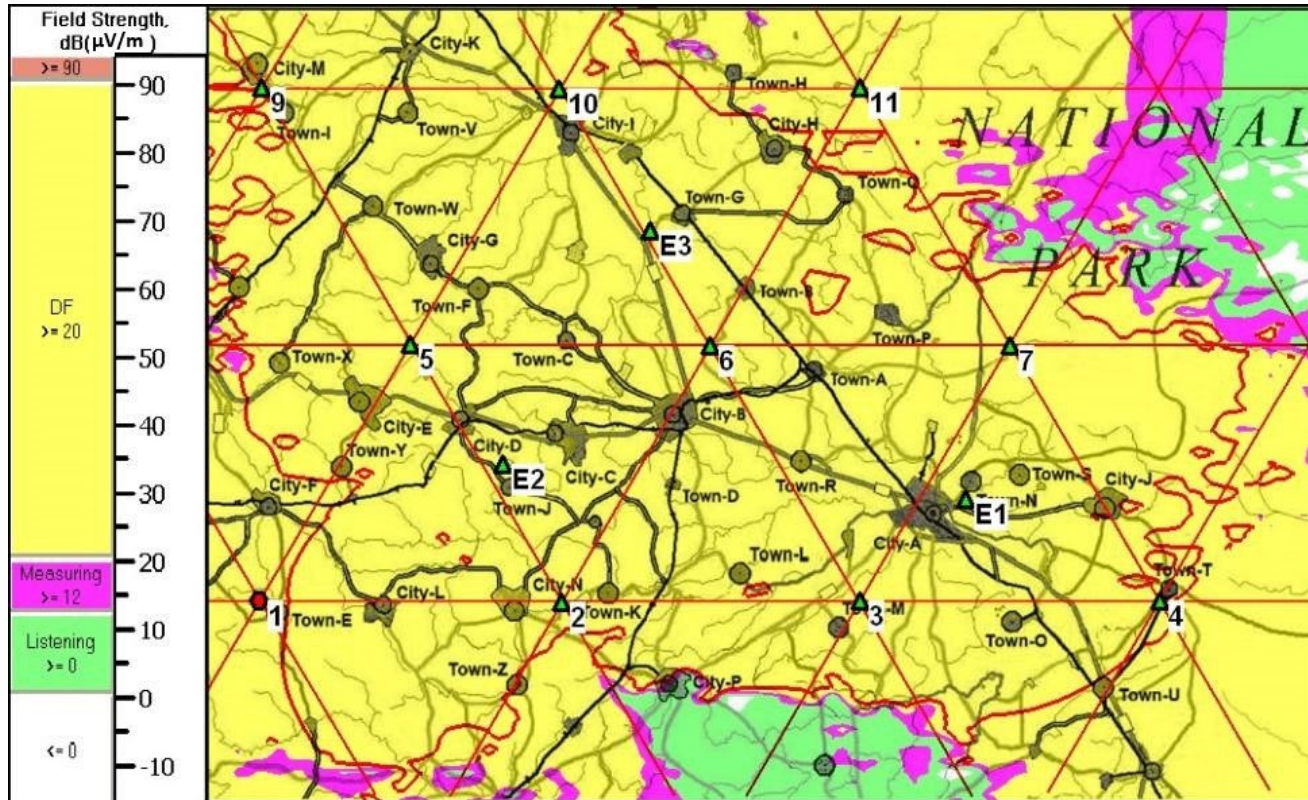 Field Strength,
dB(µV/m)
>= 90
DF
>= 20
Measuring
>= 12
Listening
>= 0
<= 0
90
80
70
60
50
40
30
20
10
0
-10
City-K
City-M
9
10
11
Town-H
Town-I
Town-V
City-I
City-H
NATIONAL
Town-Q
Town-G
Town-W
City-G
E3
PARK
Town-F
Town-B
Town-P
Town-X
5
Town-C
6
7
Town-A
City-E
City-B
City-D
Town-Y
E2
City-C
Town-R
Town-S
City-J
City-F
Town-J
Town-D
Town-N
E1
City-A
Town-L
Town-T
1
City-L
City-N
2
Town-K
3
Town-M
4
Town-E
Town-O
Town-Z
City-P
Town-U